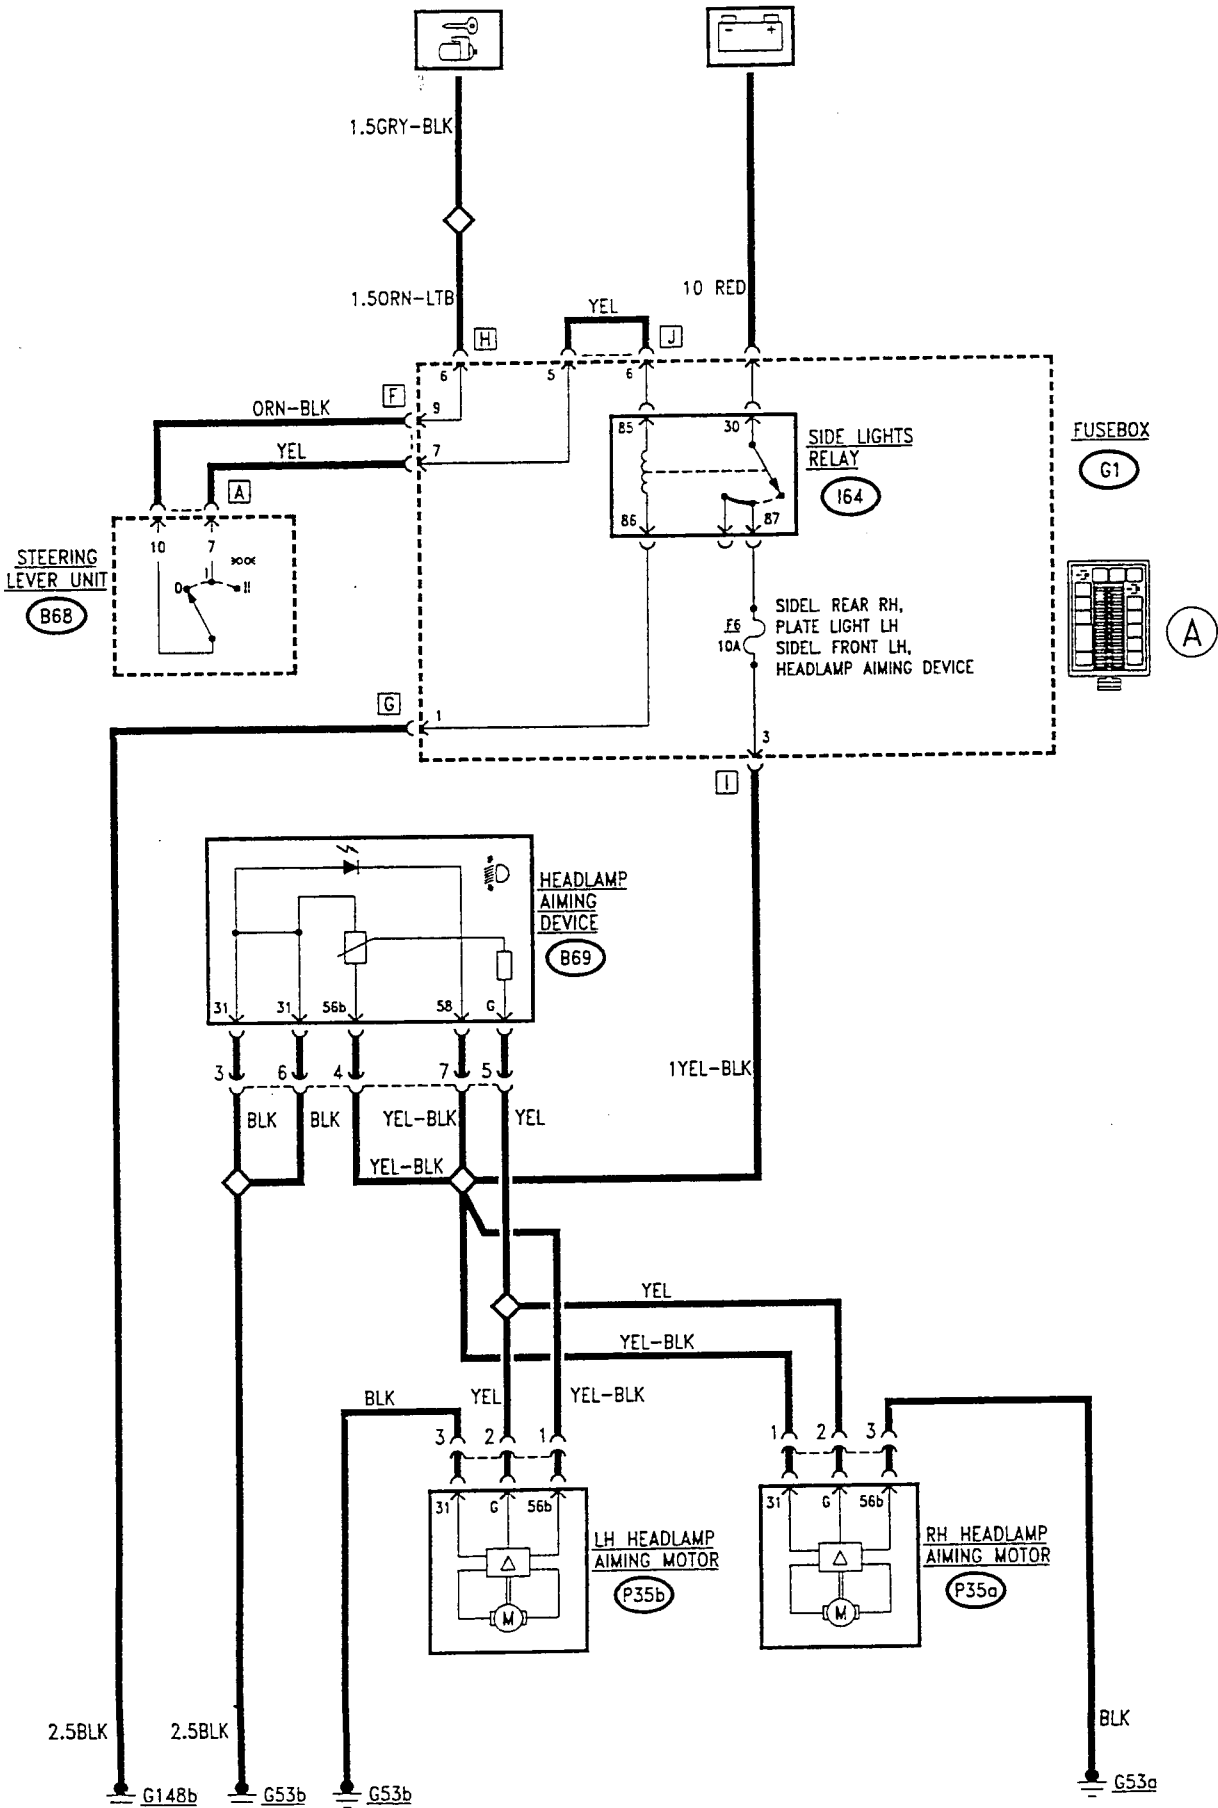 - +
1.5GRY-BLK
1.5ORN-LTB
10 RED
YEL
H
J
6
5
6
F
9
ORN-BLK
85
30
SIDE LIGHTS
RELAY
I64
FUSEBOX
G1
YEL
7
A
86
87
10
7
STEERING
LEVER UNIT
B68
0
I
II
F6
10A
SIDEL. REAR RH,
PLATE LIGHT LH
SIDEL. FRONT LH,
HEADLAMP AIMING DEVICE
A
G
1
3
I
HEADLAMP
AIMING
DEVICE
B69
31
31
56b
58
G
3
6
4
7
5
1YEL-BLK
BLK
BLK
YEL-BLK
YEL
YEL-BLK
YEL
YEL-BLK
BLK
YEL
YEL-BLK
3
2
1
1
2
3
31
G
56b
31
G
56b
LH HEADLAMP
AIMING MOTOR
P35b
RH HEADLAMP
AIMING MOTOR
P35a
M
M
2.5BLK
2.5BLK
BLK
G148b
G53b
G53b
G53a